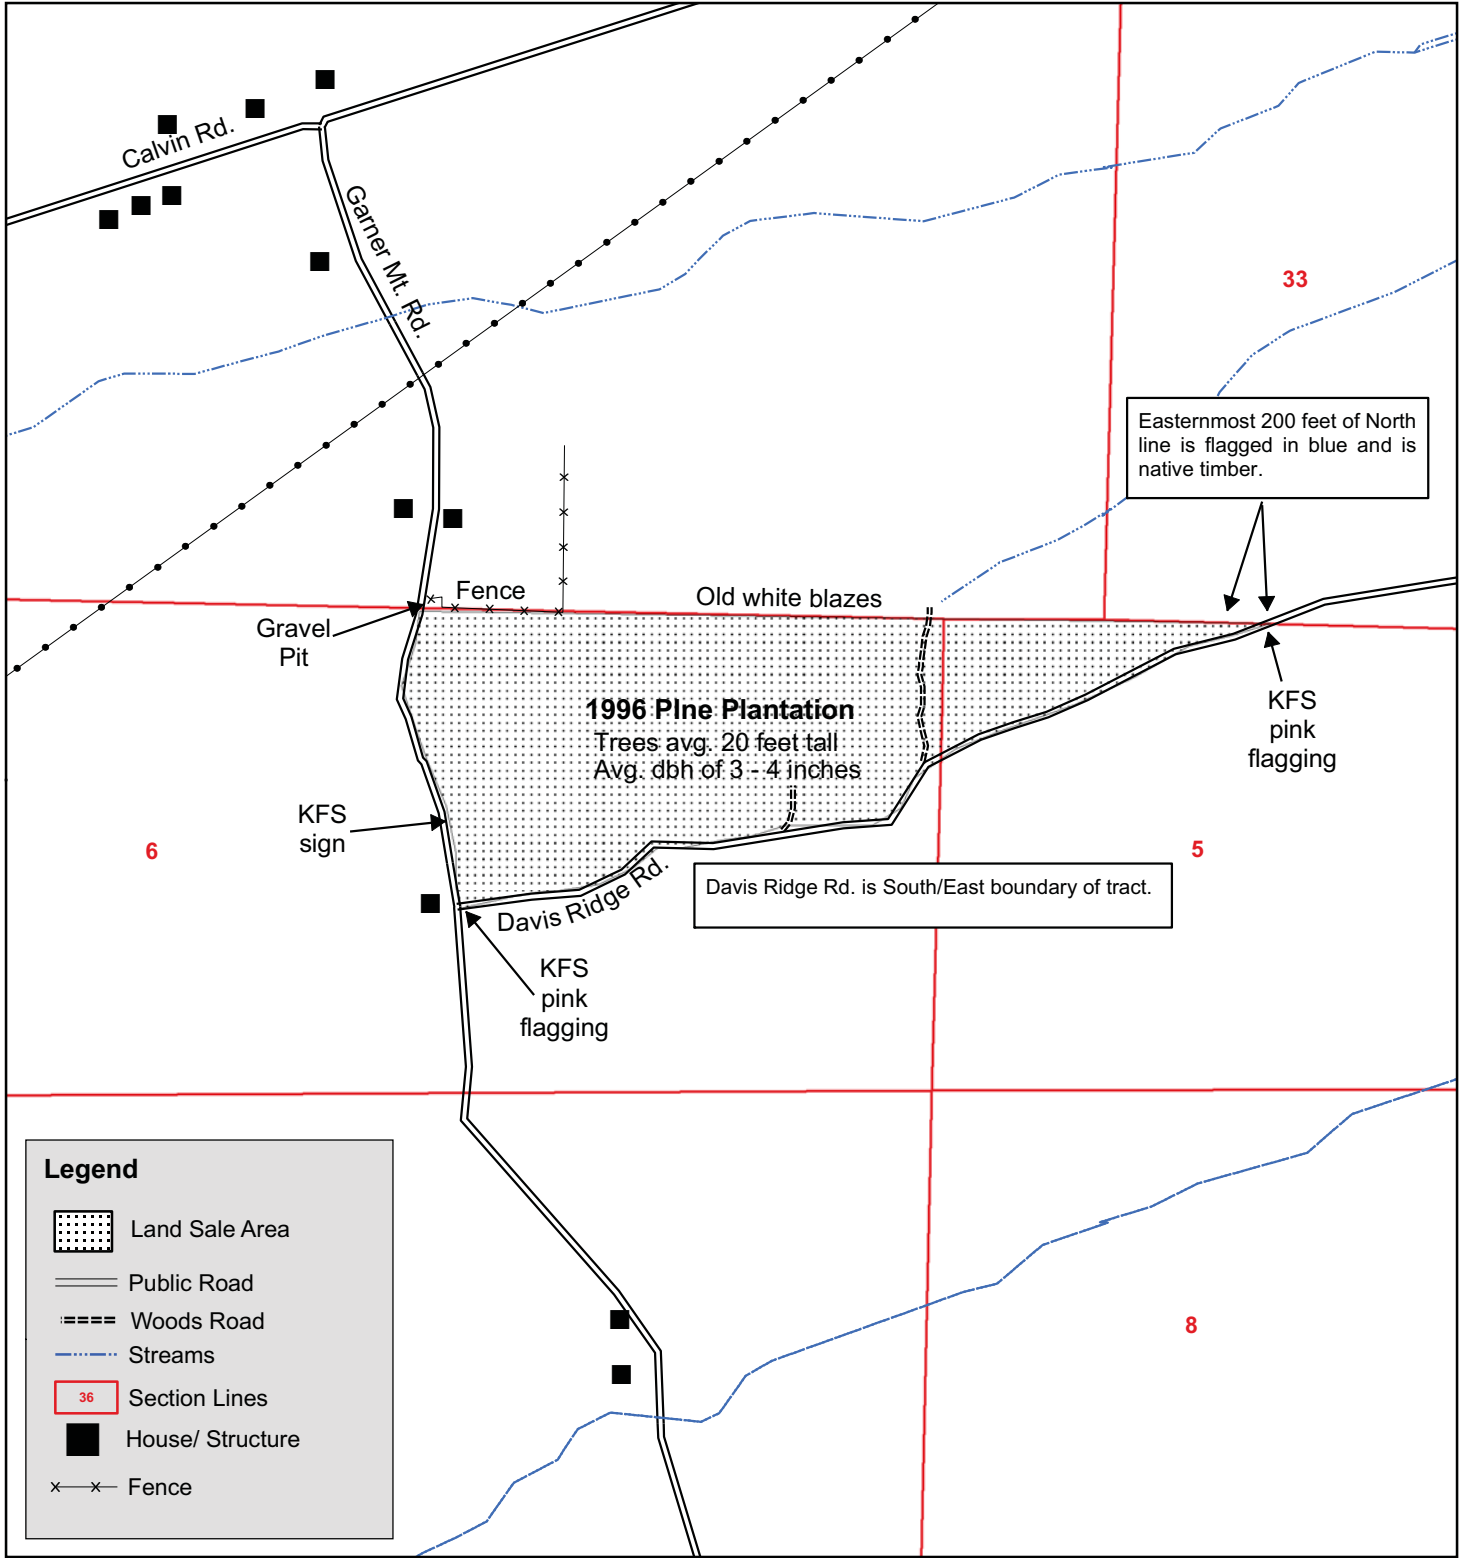 Calvin Rd.
Garner Mt. Rd.
33
Easternmost 200 feet of North
line is flagged in blue and is
native timber.
Fence
Old white blazes
Gravel
Pit
1996 PIne Plantation
Trees avg. 20 feet tall
Avg. dbh of 3 - 4 inches
KFS
pink
flagging
KFS
sign
6
5
Davis Ridge Rd. is South/East boundary of tract.
Davis Ridge Rd.
KFS
pink
flagging
Legend
Land Sale Area
Public Road
Woods Road
Streams
36
Section Lines
House/ Structure
Fence
8